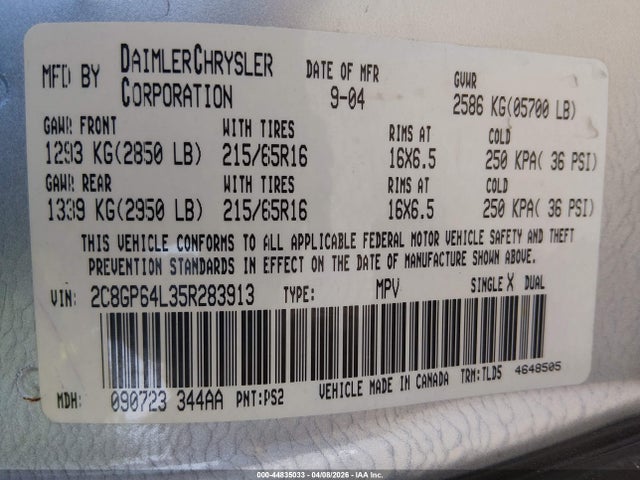 MFD BY DAIMLERCHRYSLER CORPORATION DATE OF MFR 9-04 GVWR 2586 KG(05700 LB)
GAWR FRONT WITH TIRES RIMS AT COLD
1293 KG(2850 LB) 215/65R16 16X6.5 250 KPA( 36 PSI)
GAWR REAR WITH TIRES RIMS AT COLD
1339 KG(2950 LB) 215/65R16 16X6.5 250 KPA( 36 PSI)
THIS VEHICLE CONFORMS TO ALL APPLICABLE FEDERAL MOTOR VEHICLE SAFETY AND THEFT
PREVENTION STANDARDS IN EFFECT ON THE DATE OF MANUFACTURE SHOWN ABOVE.
VIN: 2C8GP64L35R283913 TYPE: MPV SINGLE X DUAL
MDH: 090723 344AA PNT:PS2 VEHICLE MADE IN CANADA TRM:TLD5 4648505
000-44835033 - 04/08/2026 - IAA Inc.